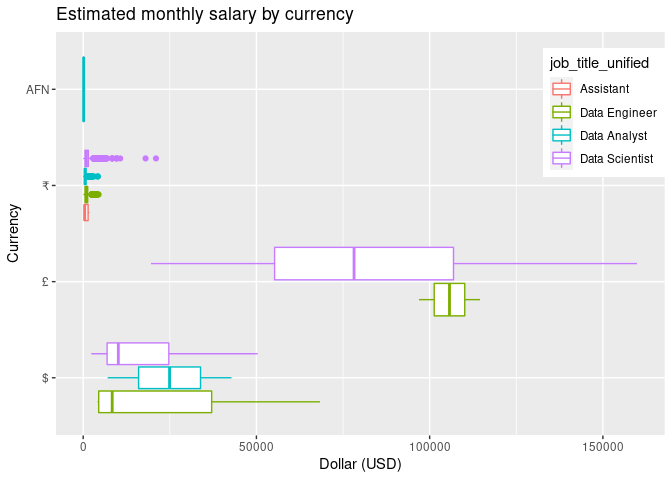 Estimated monthly salary by currency
job_title_unified
Assistant
Data Engineer
Data Analyst
Data Scientist
AFN
₹
£
$
Currency
0 50000 100000 150000
Dollar (USD)